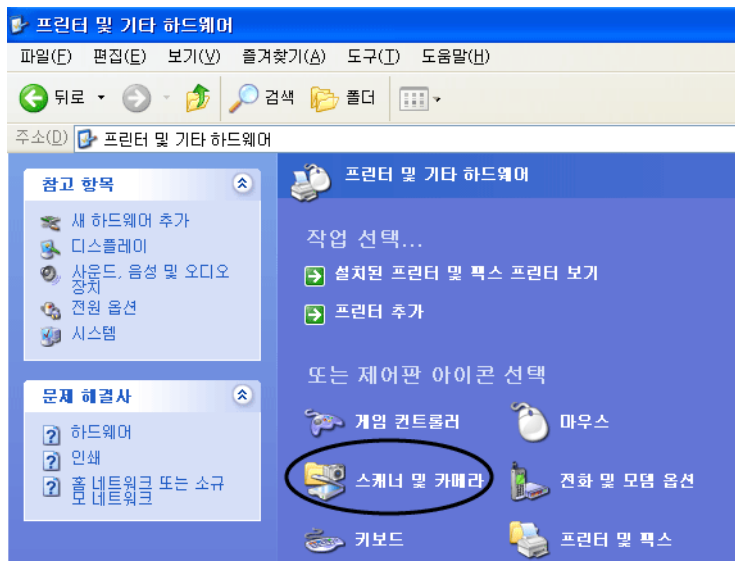 프린터 및 기타 하드웨어
파일(F) 편집(E) 보기(V) 즐겨찾기(A) 도구(T) 도움말(H)
뒤로 검색 폴더
주소(D) 프린터 및 기타 하드웨어
참고 항목
새 하드웨어 추가
디스플레이
사운드, 음성 및 오디오
장치
전원 옵션
시스템
문제 해결사
하드웨어
인쇄
홈 네트워크 또는 소규
모 네트워크
프린터 및 기타 하드웨어
작업 선택...
설치된 프린터 및 팩스 프린터 보기
프린터 추가
또는 제어판 아이콘 선택
게임 컨트롤러 마우스
스캐너 및 카메라 전화 및 모뎀 옵션
키보드 프린터 및 팩스